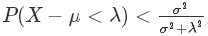 P(X − μ < λ) < σ²/(σ²+λ²)